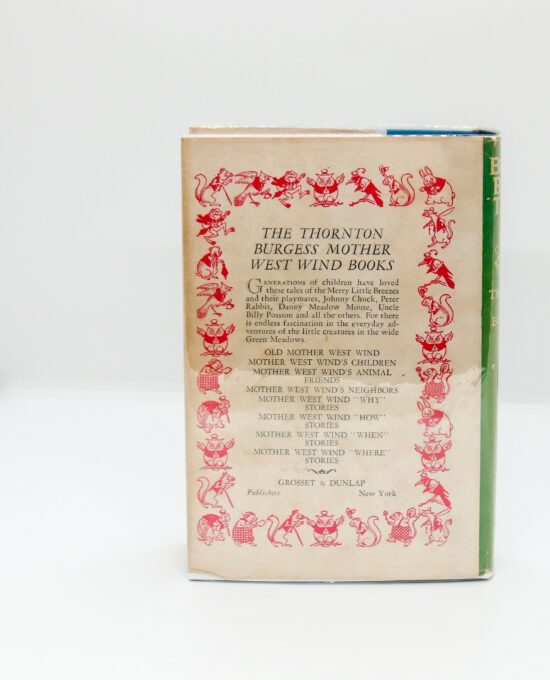 THE THORNTON
BURGESS MOTHER
WEST WIND BOOKS
GENERATIONS of children have loved
these tales of the Merry Little Breezes
and their playmates, Johnny Chuck, Peter
Rabbit, Danny Meadow Mouse, Uncle
Billy Possum and all the others. For there
is endless fascination in the everyday ad-
ventures of the little creatures in the wide
Green Meadows.
OLD MOTHER WEST WIND
MOTHER WEST WIND'S CHILDREN
MOTHER WEST WIND'S ANIMAL
FRIENDS
MOTHER WEST WIND'S NEIGHBORS
MOTHER WEST WIND "WHY"
STORIES
MOTHER WEST WIND "HOW"
STORIES
MOTHER WEST WIND "WHEN"
STORIES
MOTHER WEST WIND "WHERE"
STORIES
GROSSET & DUNLAP
Publishers New York